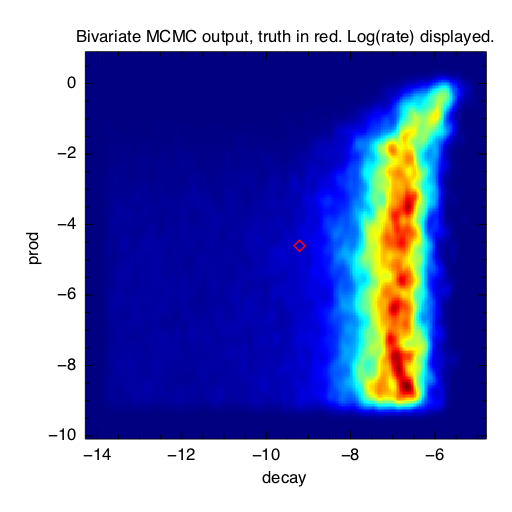 Bivariate MCMC output, truth in red. Log(rate) displayed.
0
−2
−4
−6
−8
−10
prod
−14 −12 −10 −8 −6
decay